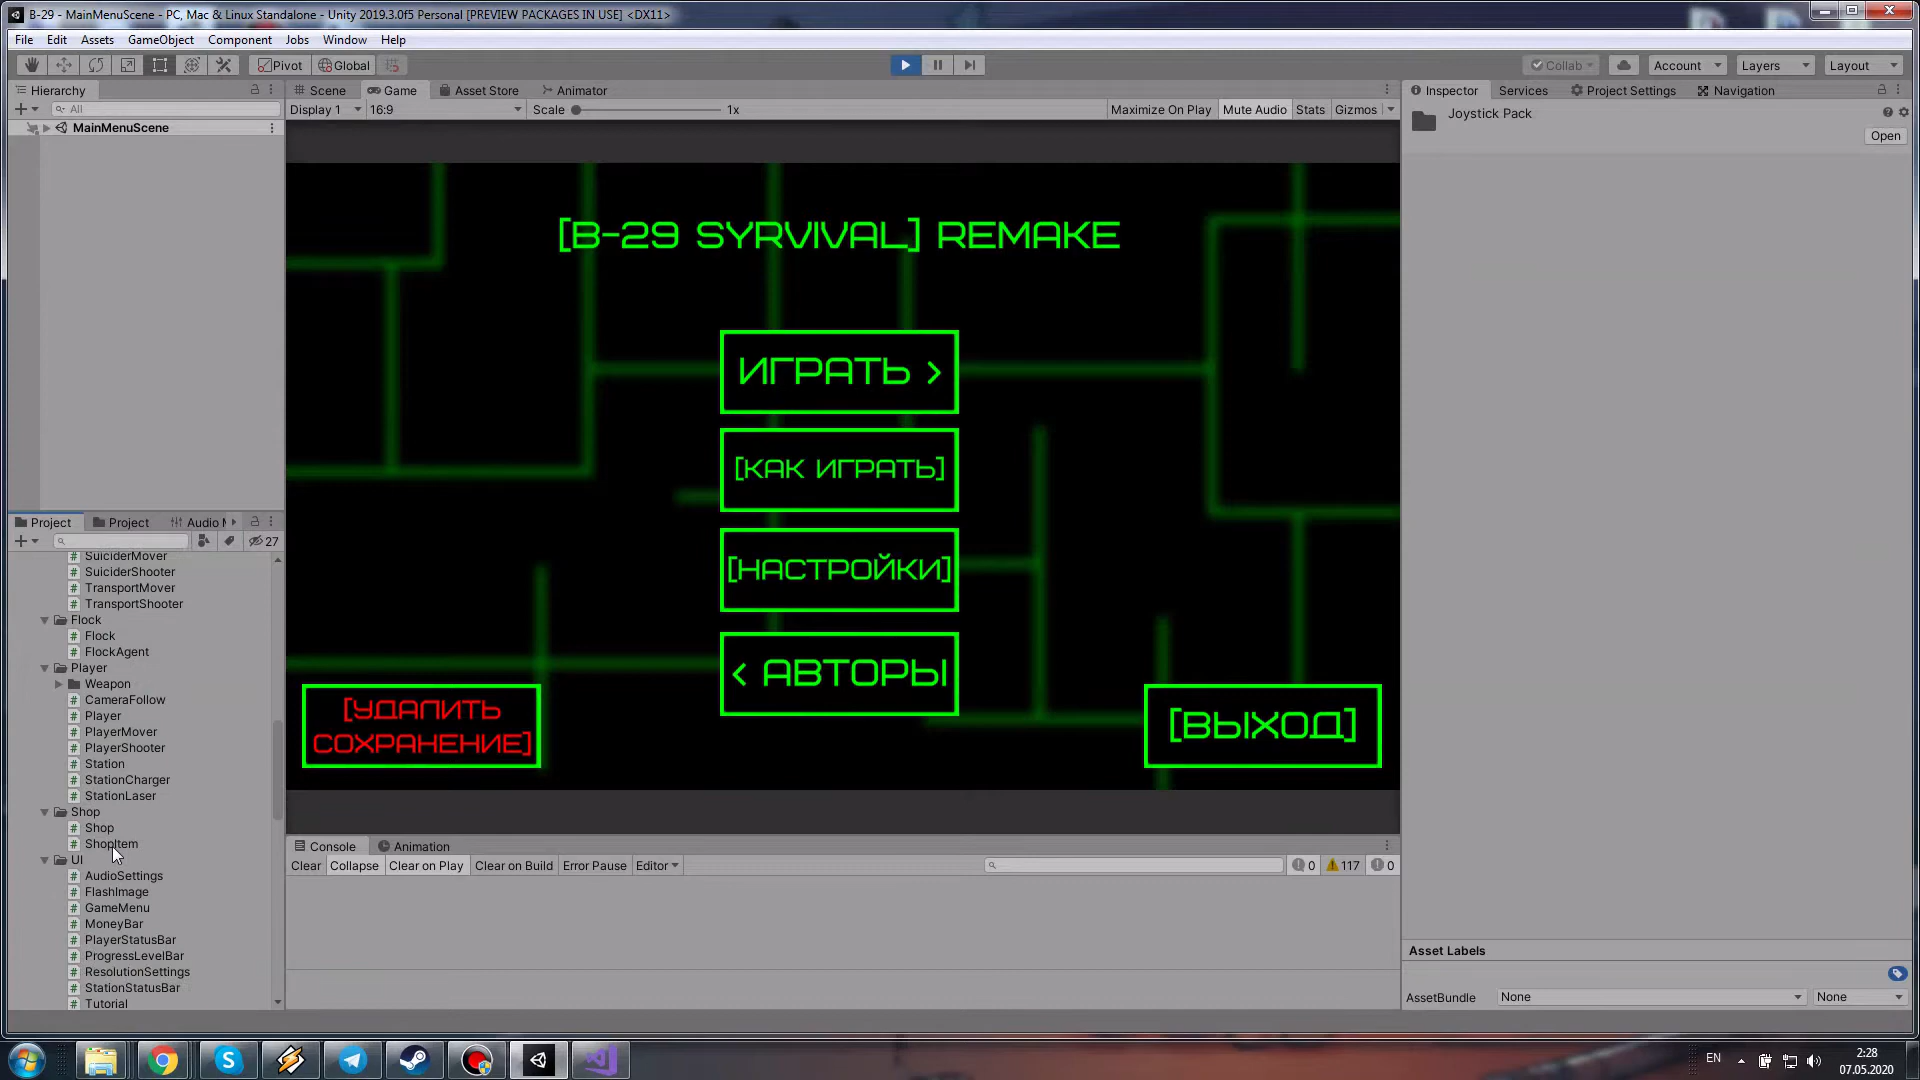 B-29 - MainMenuScene - PC, Mac & Linux Standalone - Unity 2019.3.0f5 Personal [PREVIEW PACKAGES IN USE] <DX11>
File Edit Assets GameObject Component Jobs Window Help
Pivot Global Collab Account Layers Layout
Hierarchy Scene Game Asset Store Animator Inspector Services Project Settings Navigation
All Display 1 16:9 Scale 1x Maximize On Play Mute Audio Stats Gizmos
Joystick Pack
MainMenuScene
Open
[B-29 SYRVIVAL] REMAKE
ИГРАТЬ >
[КАК ИГРАТЬ]
[НАСТРОЙКИ]
< АВТОРЫ
[УДАЛИТЬ
СОХРАНЕНИЕ]
[ВЫХОД]
Project Project Audio M
27
SuiciderMover
SuiciderShooter
TransportMover
TransportShooter
Flock
Flock
FlockAgent
Player
Weapon
CameraFollow
Player
PlayerMover
PlayerShooter
Station
StationCharger
StationLaser
Shop
Shop
ShopItem
UI
AudioSettings
FlashImage
GameMenu
MoneyBar
PlayerStatusBar
ProgressLevelBar
ResolutionSettings
StationStatusBar
Tutorial
Console Animation
Clear Collapse Clear on Play Clear on Build Error Pause Editor 0 117 0
Asset Labels
AssetBundle None None
EN
2:28
07.05.2020